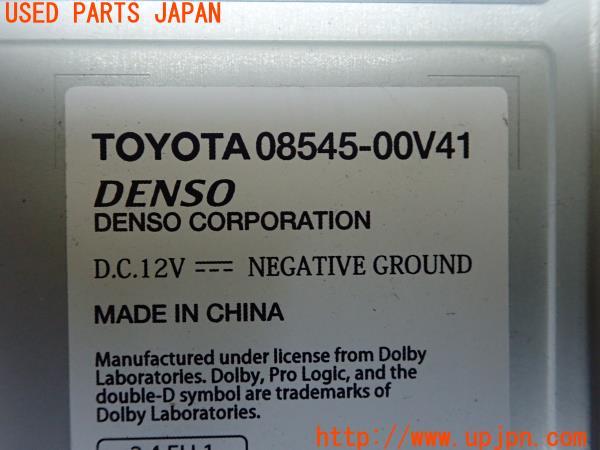 USED PARTS JAPAN
TOYOTA 08545-00V41
DENSO
DENSO CORPORATION
D.C.12V NEGATIVE GROUND
MADE IN CHINA
Manufactured under license from Dolby
Laboratories. Dolby, Pro Logic, and the
double-D symbol are trademarks of
Dolby Laboratories.
http://www.upjpn.com